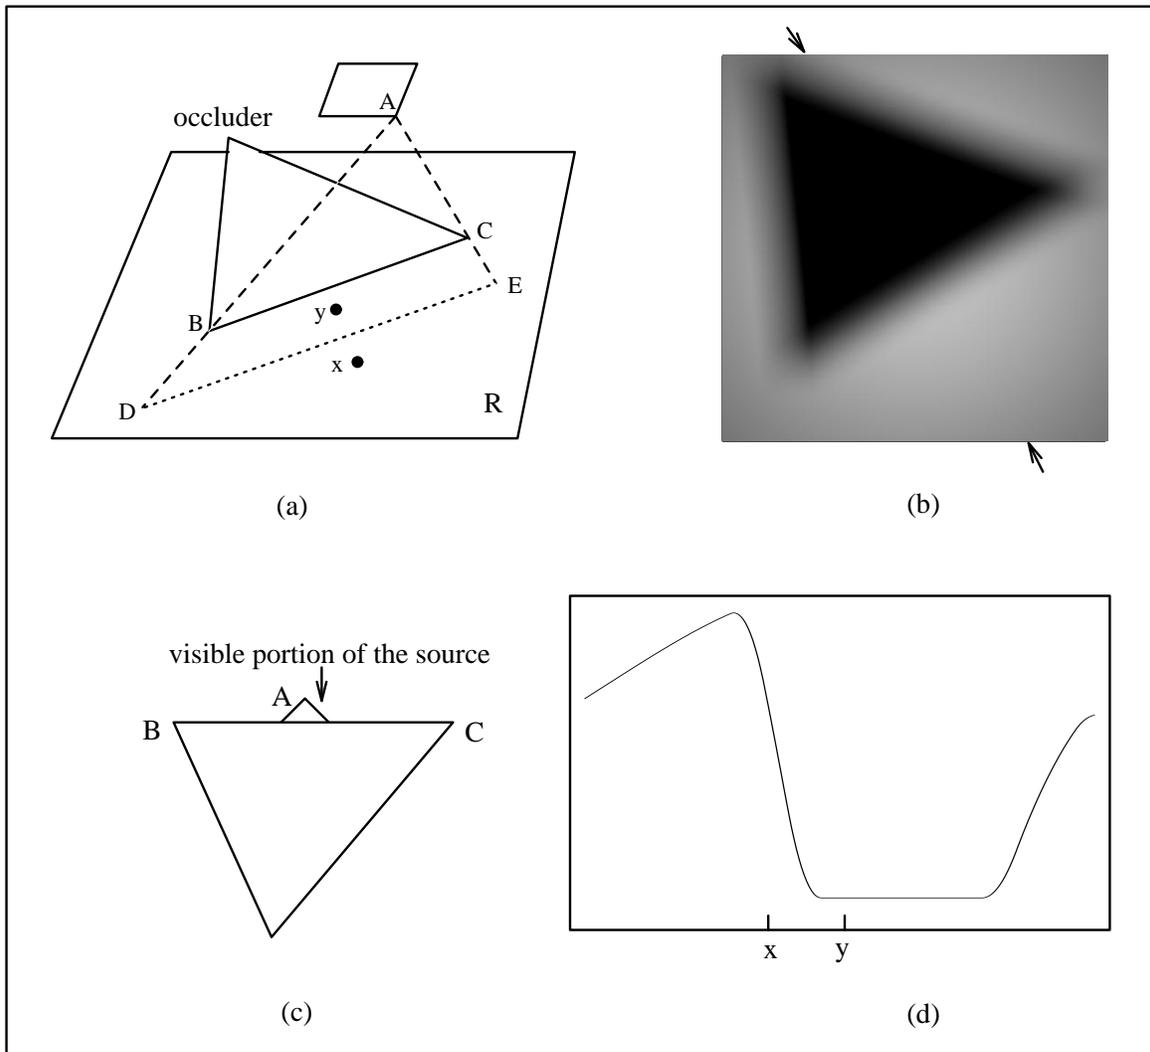 A
occluder
C
E
B
y
x
D
R
(a)
(b)
visible portion of the source
A
B
C
x
y
(c)
(d)